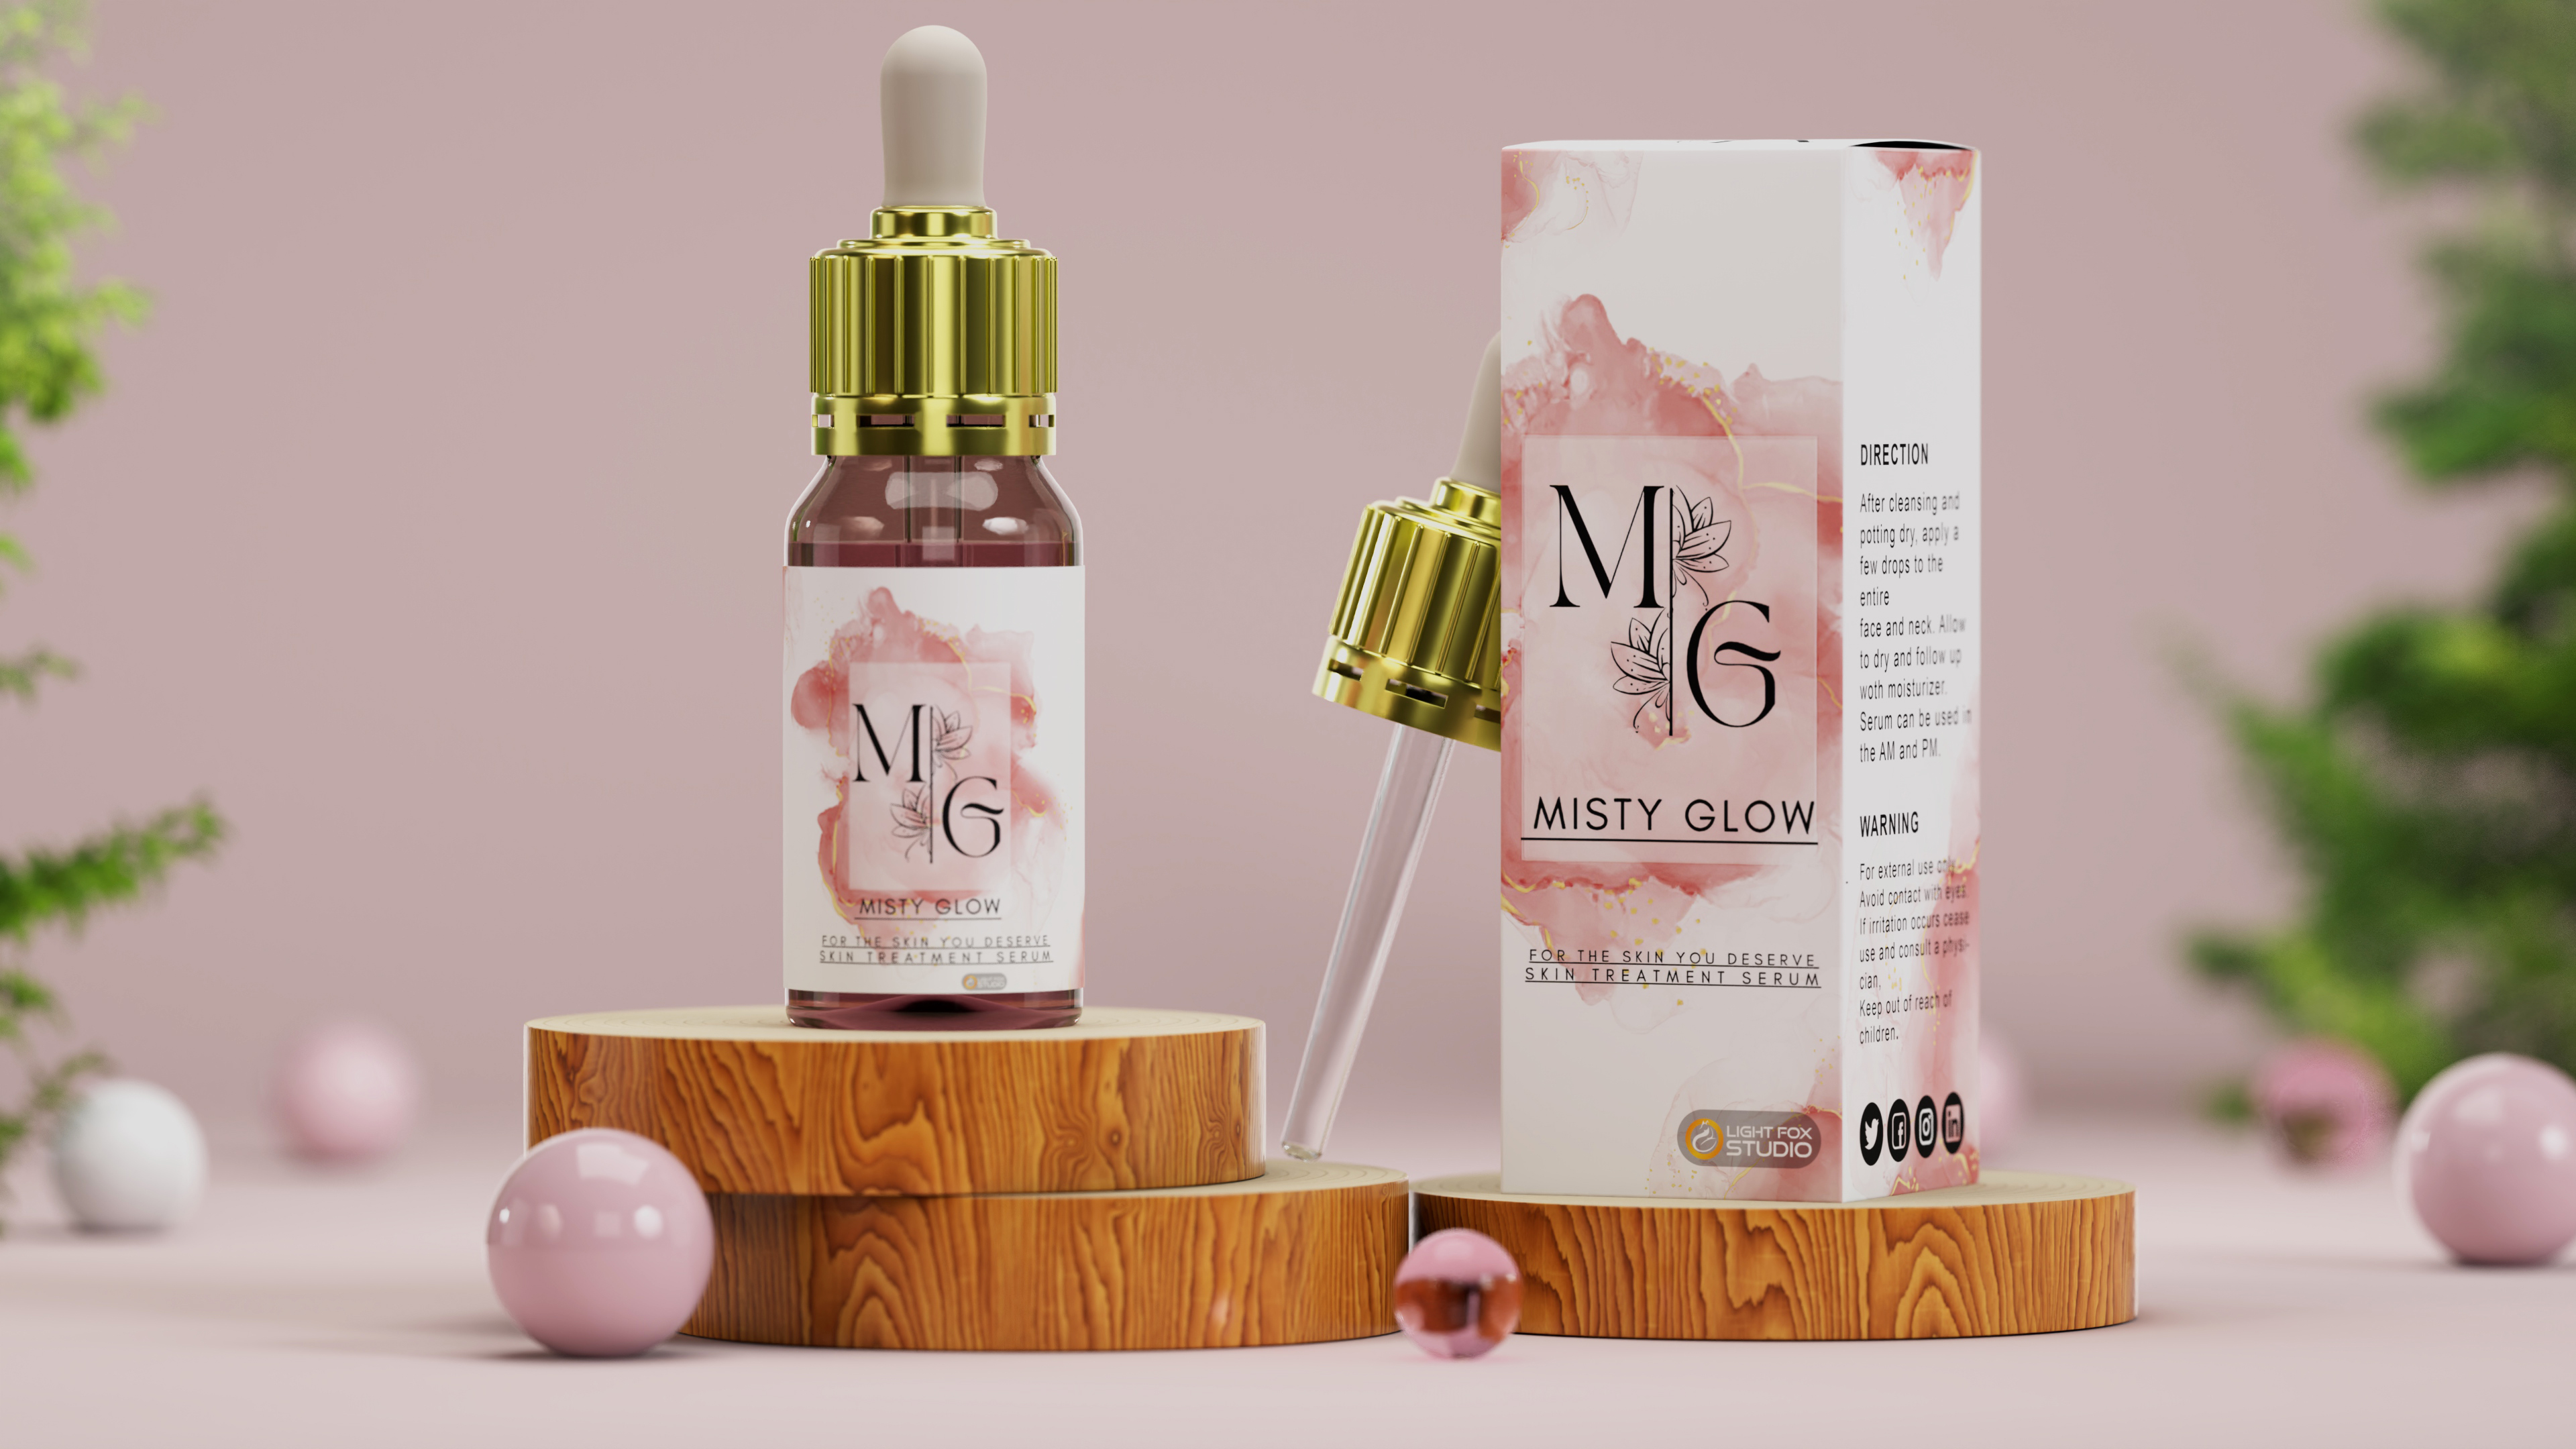 M
G
MISTY GLOW
FOR THE SKIN YOU DESERVE
SKIN TREATMENT SERUM
M
G
MISTY GLOW
FOR THE SKIN YOU DESERVE
SKIN TREATMENT SERUM
LIGHT FOX
STUDIO
DIRECTION
After cleansing and
potting dry, apply a
few drops to the
entire
face and neck. Allow
to dry and follow up
woth moisturizer.
Serum can be used in
the AM and PM.
WARNING
For external use only.
Avoid contact with eyes.
If irritation occurs cease
use and consult a physi-
cian.
Keep out of reach of
children.
in